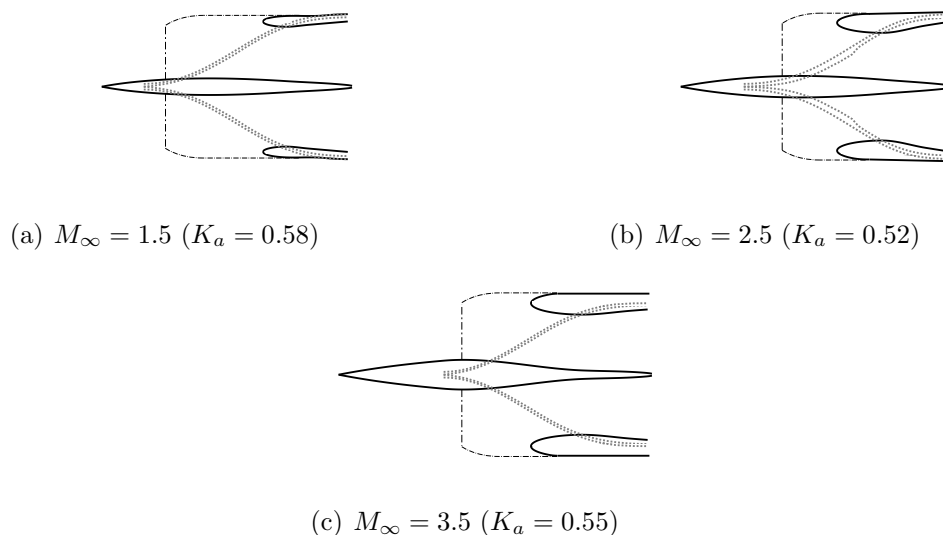 (a) M∞ = 1.5 (Ka = 0.58)
(b) M∞ = 2.5 (Ka = 0.52)
(c) M∞ = 3.5 (Ka = 0.55)